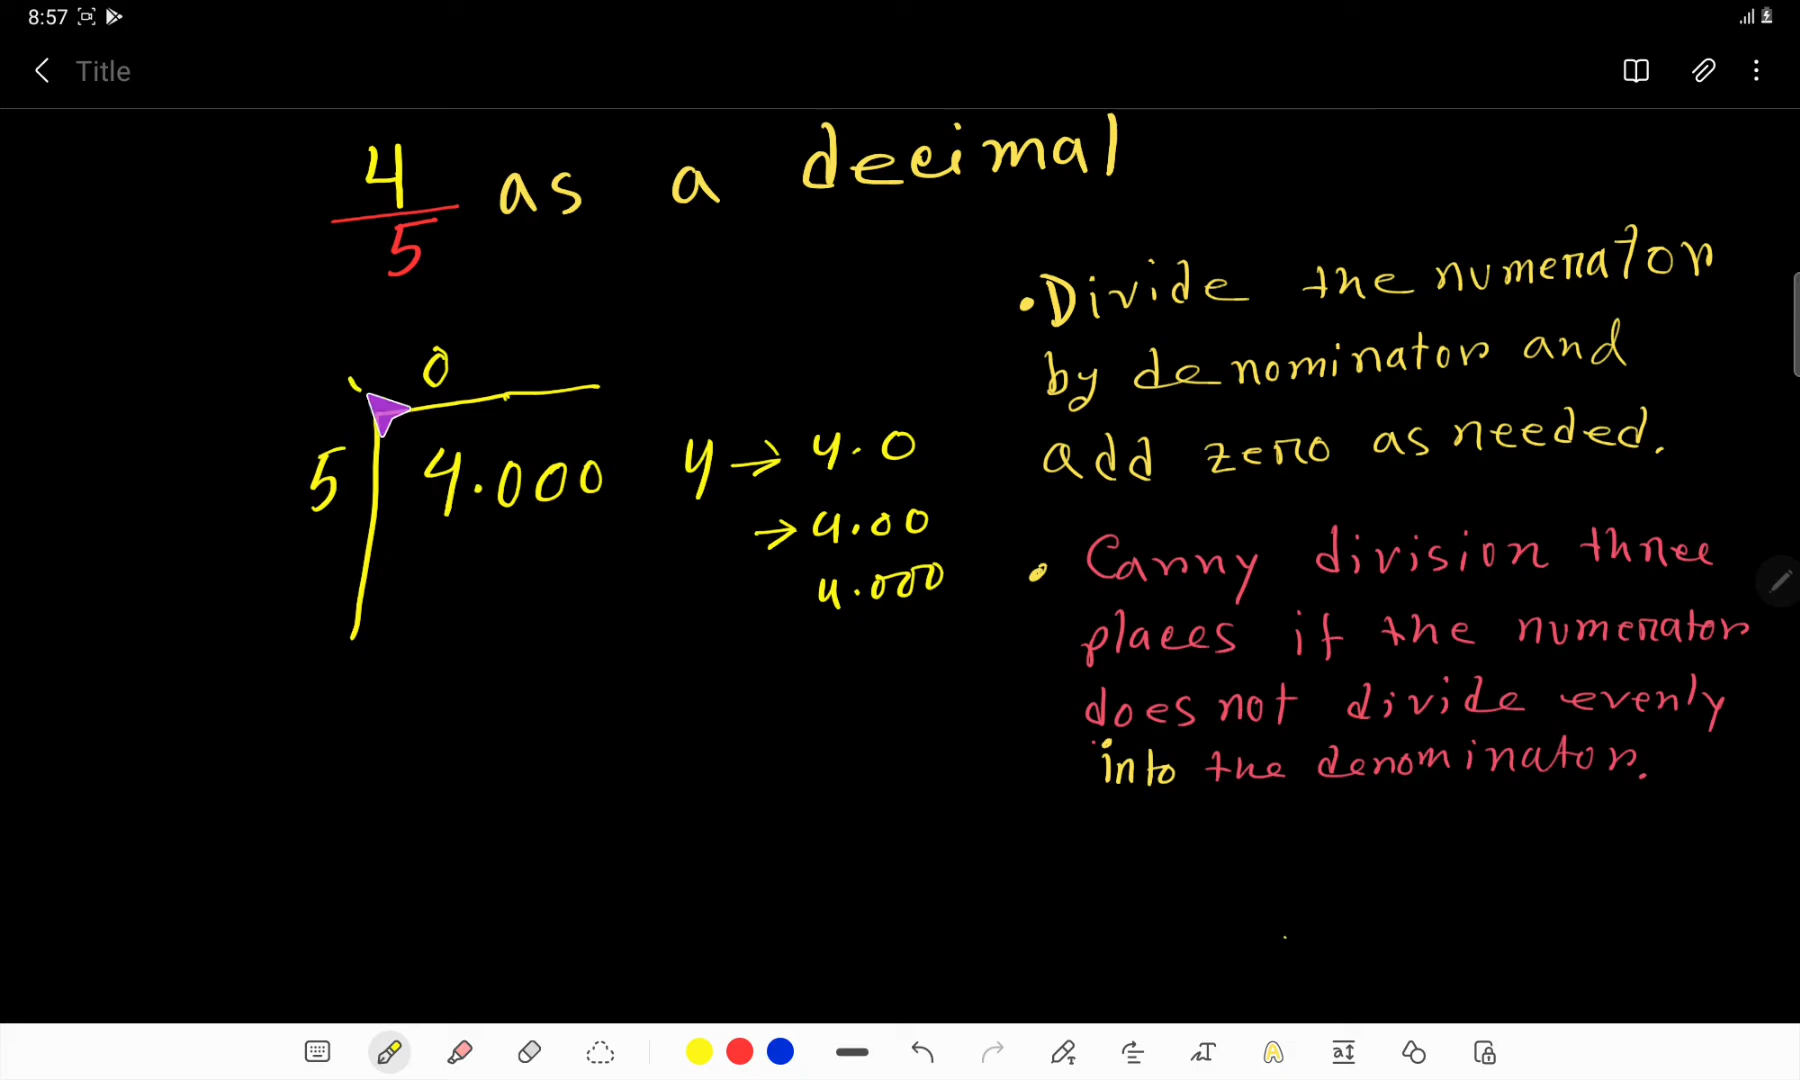 8:57
Title
4/5 as a decimal
• Divide the numerator
by denominator and
add zero as needed.
0
5 4.000
4 → 4.0
→ 4.00
4.000
• Carry division three
places if the numerator
does not divide evenly
into the denominator.